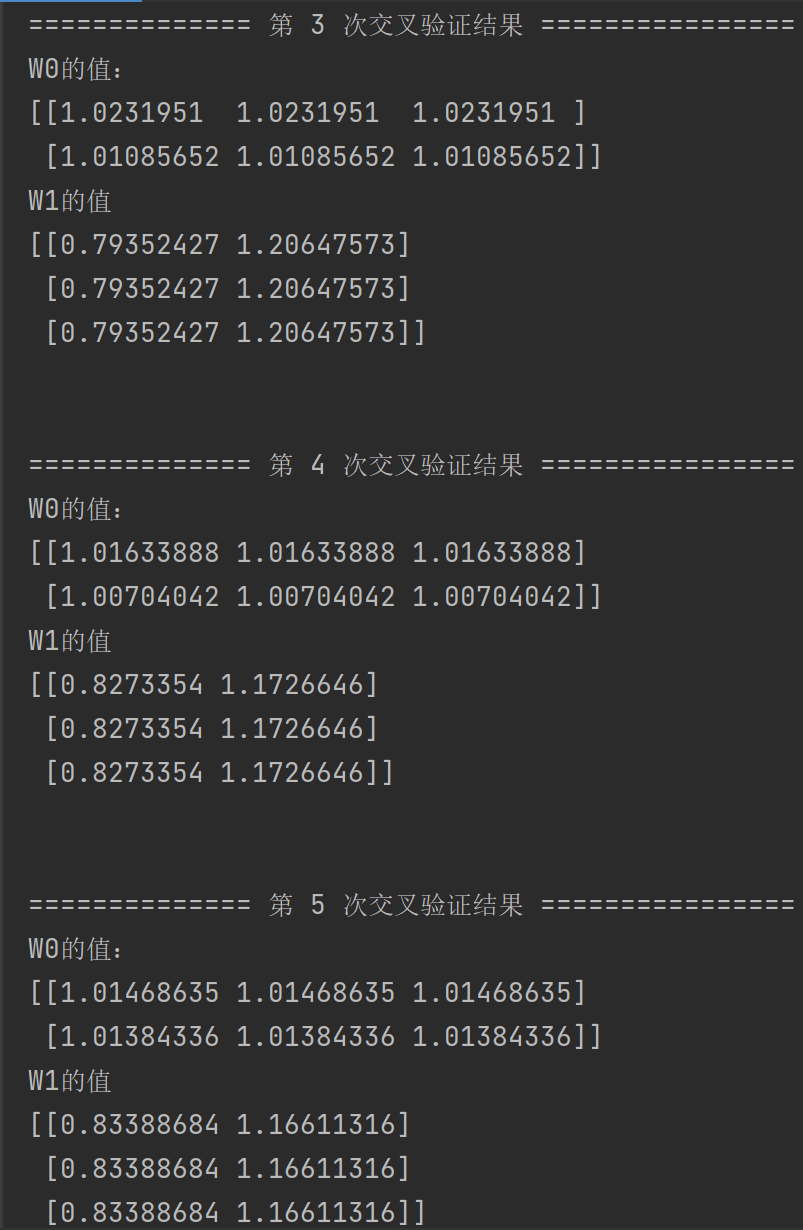 ============== 第 3 次交叉验证结果 ================
W0的值:
[[1.0231951  1.0231951  1.0231951 ]
 [1.01085652 1.01085652 1.01085652]]
W1的值
[[0.79352427 1.20647573]
 [0.79352427 1.20647573]
 [0.79352427 1.20647573]]
============== 第 4 次交叉验证结果 ================
W0的值:
[[1.01633888 1.01633888 1.01633888]
 [1.00704042 1.00704042 1.00704042]]
W1的值
[[0.8273354 1.1726646]
 [0.8273354 1.1726646]
 [0.8273354 1.1726646]]
============== 第 5 次交叉验证结果 ================
W0的值:
[[1.01468635 1.01468635 1.01468635]
 [1.01384336 1.01384336 1.01384336]]
W1的值
[[0.83388684 1.16611316]
 [0.83388684 1.16611316]
 [0.83388684 1.16611316]]